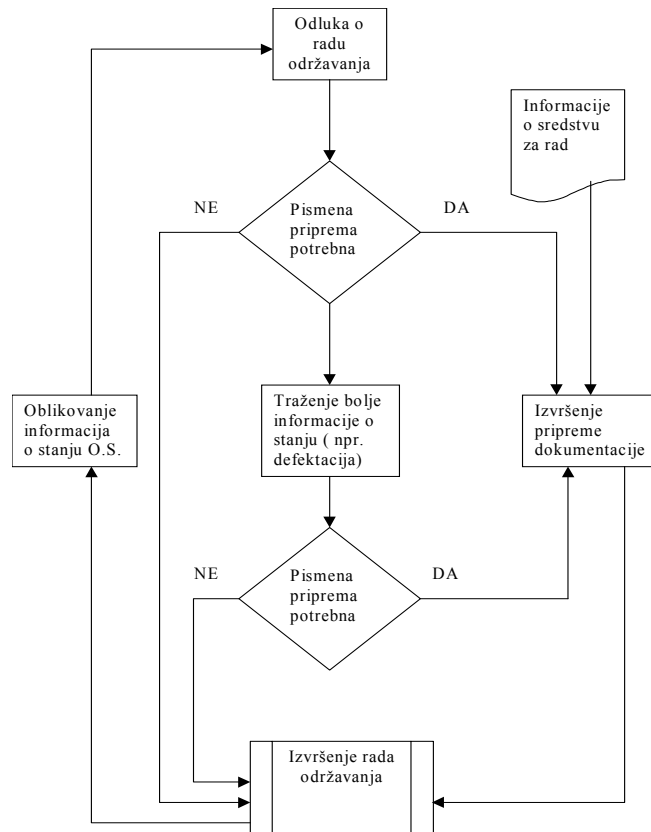 Odluka o
radu
održavanja
Informacije
o sredstvu
za rad
NE
DA
Pismena
priprema
potrebna
Oblikovanje
informacija
o stanju O.S.
Traženje bolje
informacije o
stanju ( npr.
defektacija)
Izvršenje
pripreme
dokumentacije
NE
DA
Pismena
priprema
potrebna
Izvršenje rada
održavanja